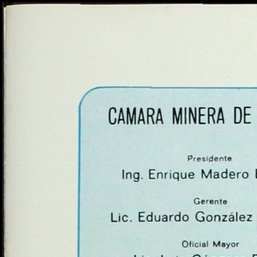 CAMARA MINERA DE
Presidente
Ing. Enrique Madero
Gerente
Lic. Eduardo González
Oficial Mayor